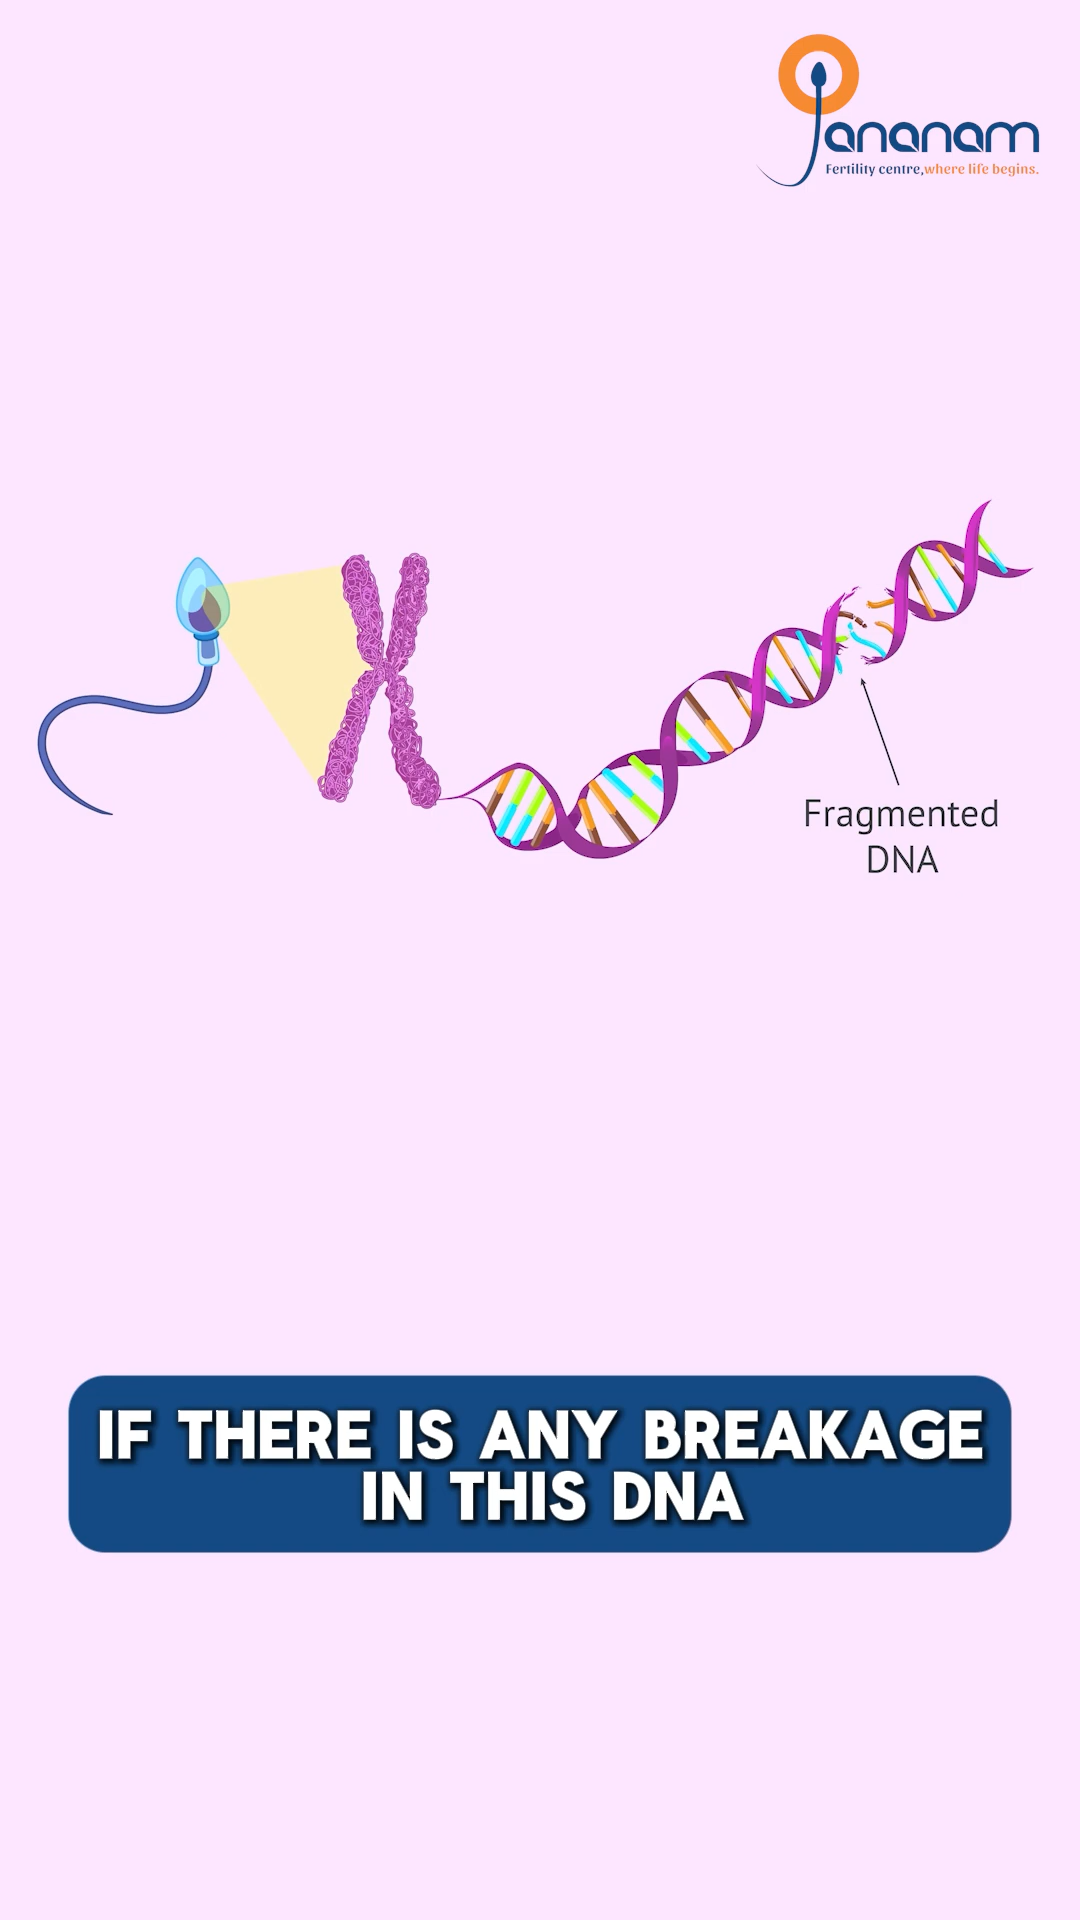 Jananam
Fertility centre,where life begins.
Fragmented
DNA
IF THERE IS ANY BREAKAGE
IN THIS DNA